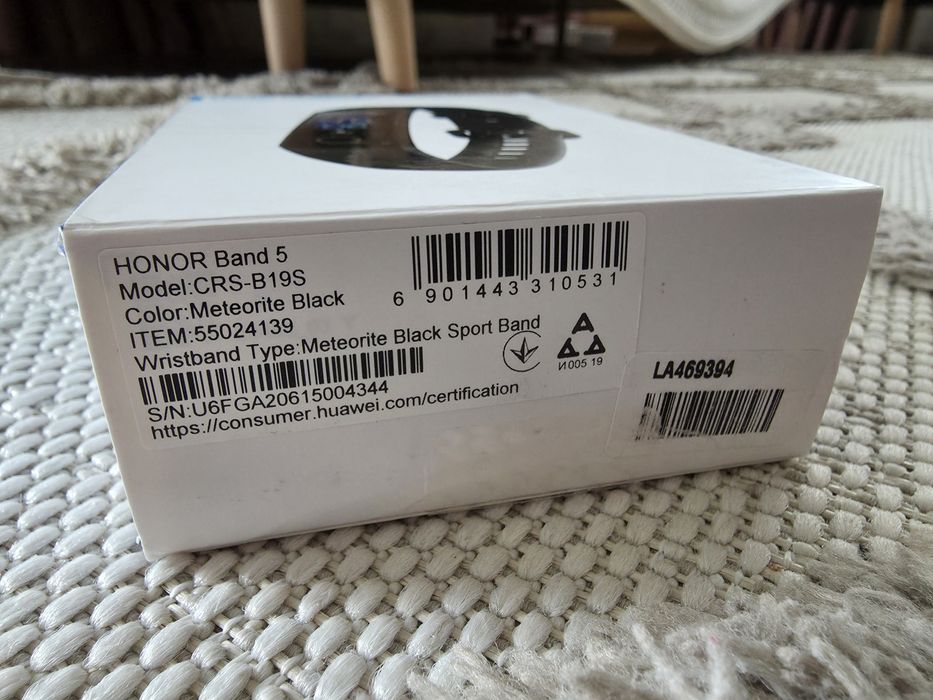 HONOR Band 5
Model:CRS-B19S
Color:Meteorite Black
ITEM:55024139
Wristband Type:Meteorite Black Sport Band
S/N:U6FGA20615004344
https://consumer.huawei.com/certification
6 901443 310531
И005 19
LA469394